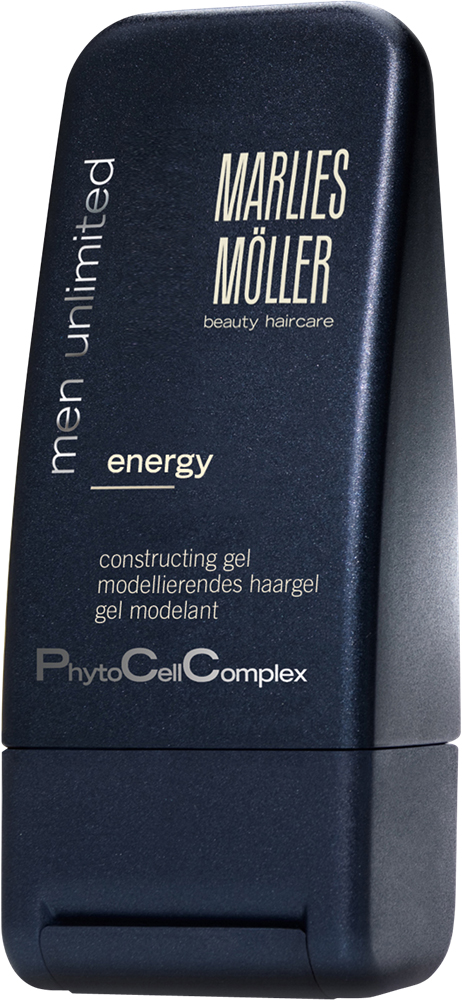 men unlimited
MARLIES
MÖLLER
beauty haircare
energy
constructing gel
modellierendes haargel
gel modelant
PhytoCellComplex